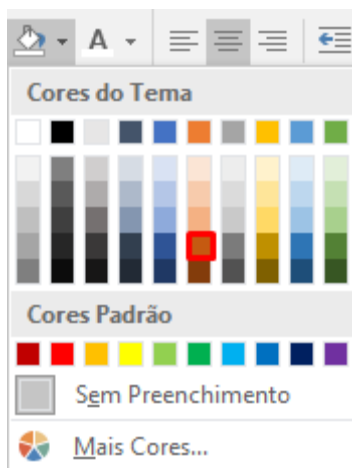 A
Cores do Tema
Cores Padrão
Sem Preenchimento
Mais Cores...